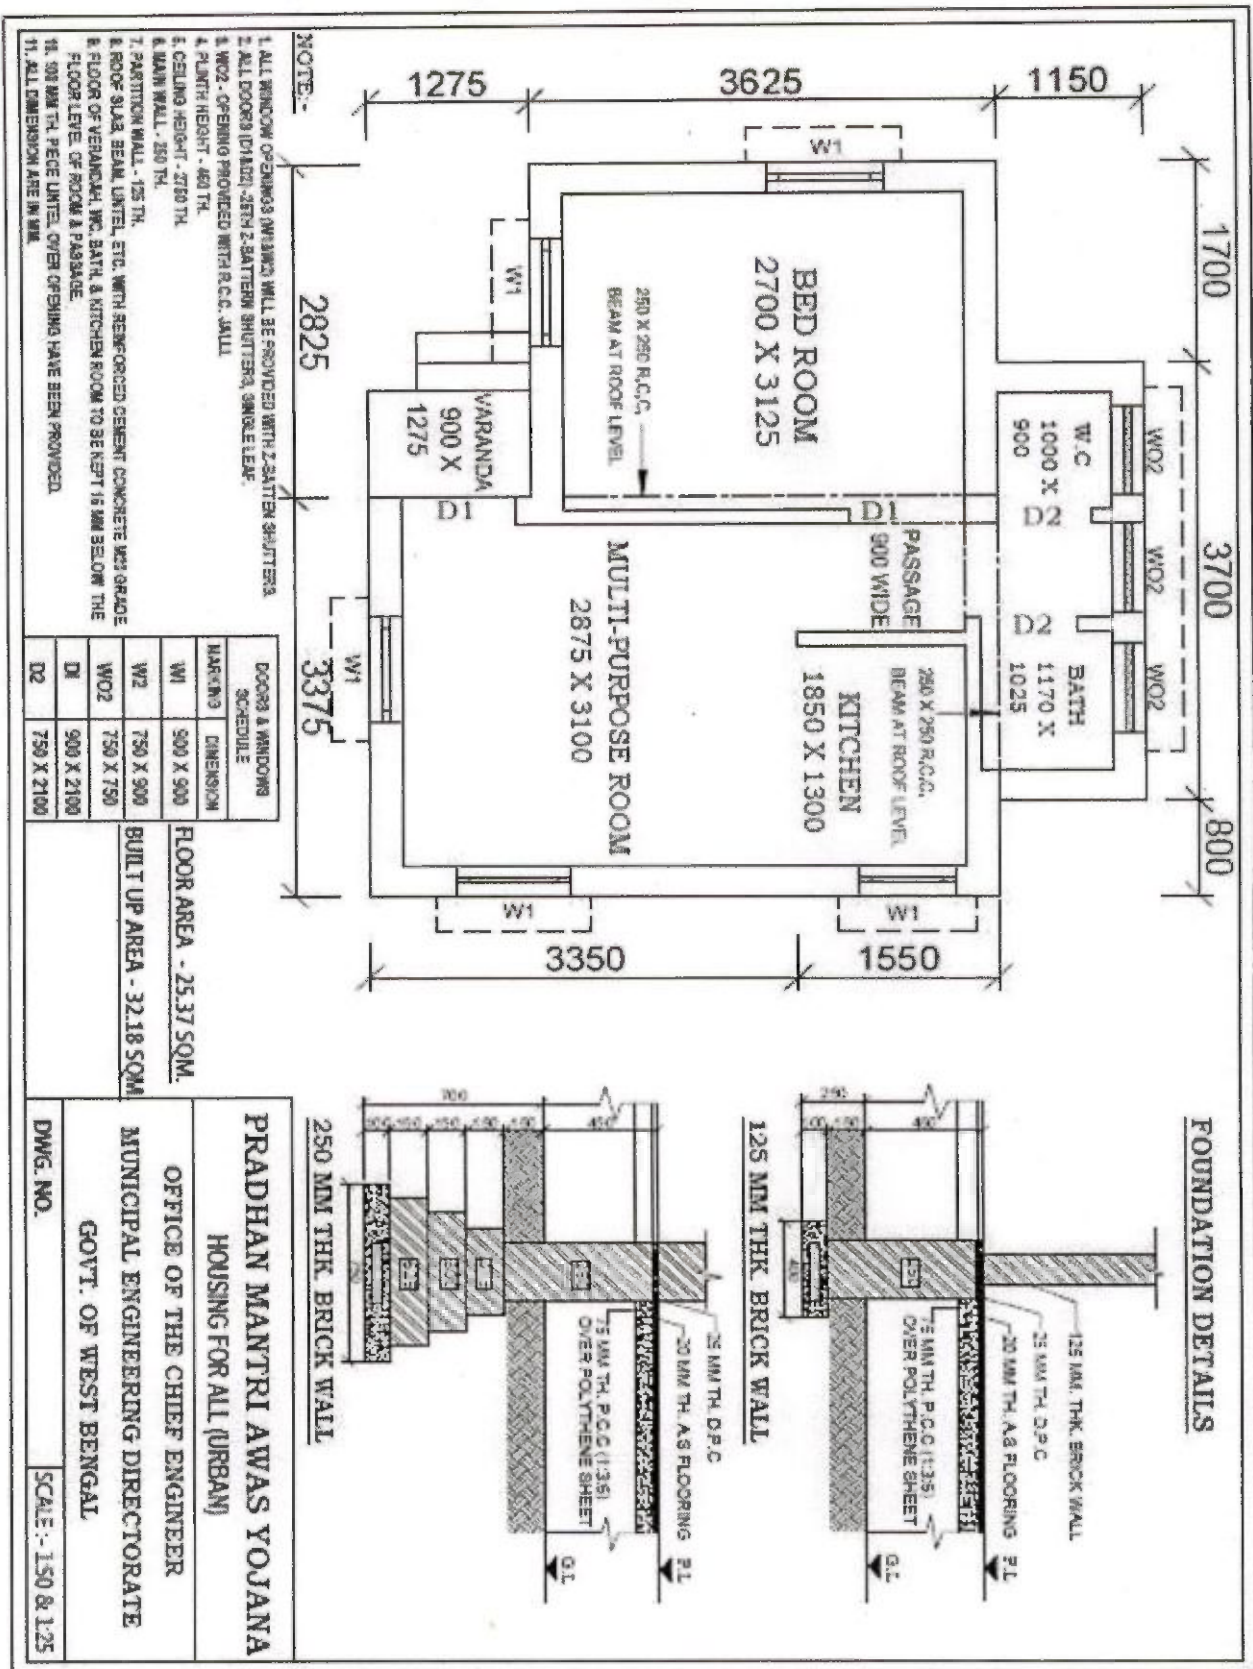 1700
3700
800
1150
3625
1275
2825
3375
3350
1550
W1
WO2
WO2
WO2
W.C
1000 X
900
D2
D2
BATH
1170 X
1025
BED ROOM
2700 X 3125
250 X 250 R.C.C.
BEAM AT ROOF LEVEL
D1
PASSAGE
900 WIDE
250 X 250 R.C.C.
BEAM AT ROOF LEVEL
KITCHEN
1850 X 1300
W1
W1
VARANDA
900 X
1275
D1
MULTI-PURPOSE ROOM
2875 X 3100
W1
W1
NOTE:-
1. ALL WINDOW OPENINGS (W1&W2) WILL BE PROVIDED WITH Z-BATTEN SHUTTERS.
2. ALL DOORS (D1&D2) -25TH Z-BATTERN SHUTTERS, SINGLE LEAF.
3. WO2 - OPENING PROVIDED WITH R.C.C. JALLI.
4. PLINTH HEIGHT - 450 TH.
5. CEILING HEIGHT - 2750 TH.
6. MAIN WALL - 250 TH.
7. PARTITION WALL - 125 TH.
8. ROOF SLAB, BEAM, LINTEL, ETC. WITH REINFORCED CEMENT CONCRETE GRADE
9. FLOOR OF VERANDAH, WC, BATH, & KITCHEN ROOM TO BE KEPT 15 MM BELOW THE
FLOOR LEVEL OF ROOM & PASSAGE.
10. TH. PIECE LINTEL OVER OPENING HAVE BEEN PROVIDED.
11. ALL DIMENSION ARE IN MM.
DOORS & WINDOWS
SCHEDULE
MARKING DIMENSION
W1 900 X 900
W2 750 X 900
WO2 750 X 750
D1 900 X 2100
D2 750 X 2100
FLOOR AREA - 25.37 SQM.
BUILT UP AREA - 32.18 SQM
FOUNDATION DETAILS
125 MM. THK. BRICK WALL
25 MM TH. D.P.C
20 MM TH. A.S FLOORING
P.L
75 MM TH. P.C.C (1:3:6)
OVER POLYTHENE SHEET
G.L
450
400
125 MM THK BRICK WALL
25 MM TH. D.P.C
20 MM TH. A.S FLOORING
P.L
75 MM TH. P.C.C (1:3:6)
OVER POLYTHENE SHEET
G.L
700
450
250 MM THK BRICK WALL
PRADHAN MANTRI AWAS YOJANA
HOUSING FOR ALL (URBAN)
OFFICE OF THE CHIEF ENGINEER
MUNICIPAL ENGINEERING DIRECTORATE
GOVT. OF WEST BENGAL
DWG. NO.
SCALE :- 1:50 & 1:25